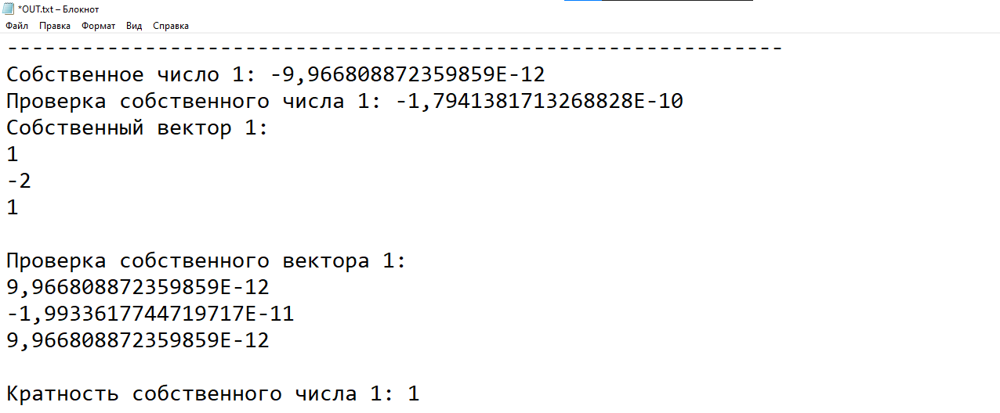 *OUT.txt – Блокнот
Файл Правка Формат Вид Справка
--------------------------------------------------------------
Собственное число 1: -9,966808872359859E-12
Проверка собственного числа 1: -1,7941381713268828E-10
Собственный вектор 1:
1
-2
1
Проверка собственного вектора 1:
9,966808872359859E-12
-1,9933617744719717E-11
9,966808872359859E-12
Кратность собственного числа 1: 1